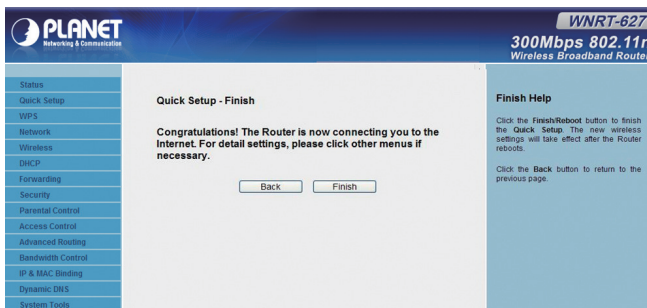 PLANET
Networking & Communication
WNRT-627
300Mbps 802.11n
Wireless Broadband Router
Status
Quick Setup
WPS
Network
Wireless
DHCP
Forwarding
Security
Parental Control
Access Control
Advanced Routing
Bandwidth Control
IP & MAC Binding
Dynamic DNS
System Tools
Quick Setup - Finish
Congratulations! The Router is now connecting you to the
Internet. For detail settings, please click other menus if
necessary.
Back
Finish
Finish Help
Click the Finish/Reboot button to finish
the Quick Setup. The new wireless
settings will take effect after the Router
reboots.
Click the Back button to return to the
previous page.